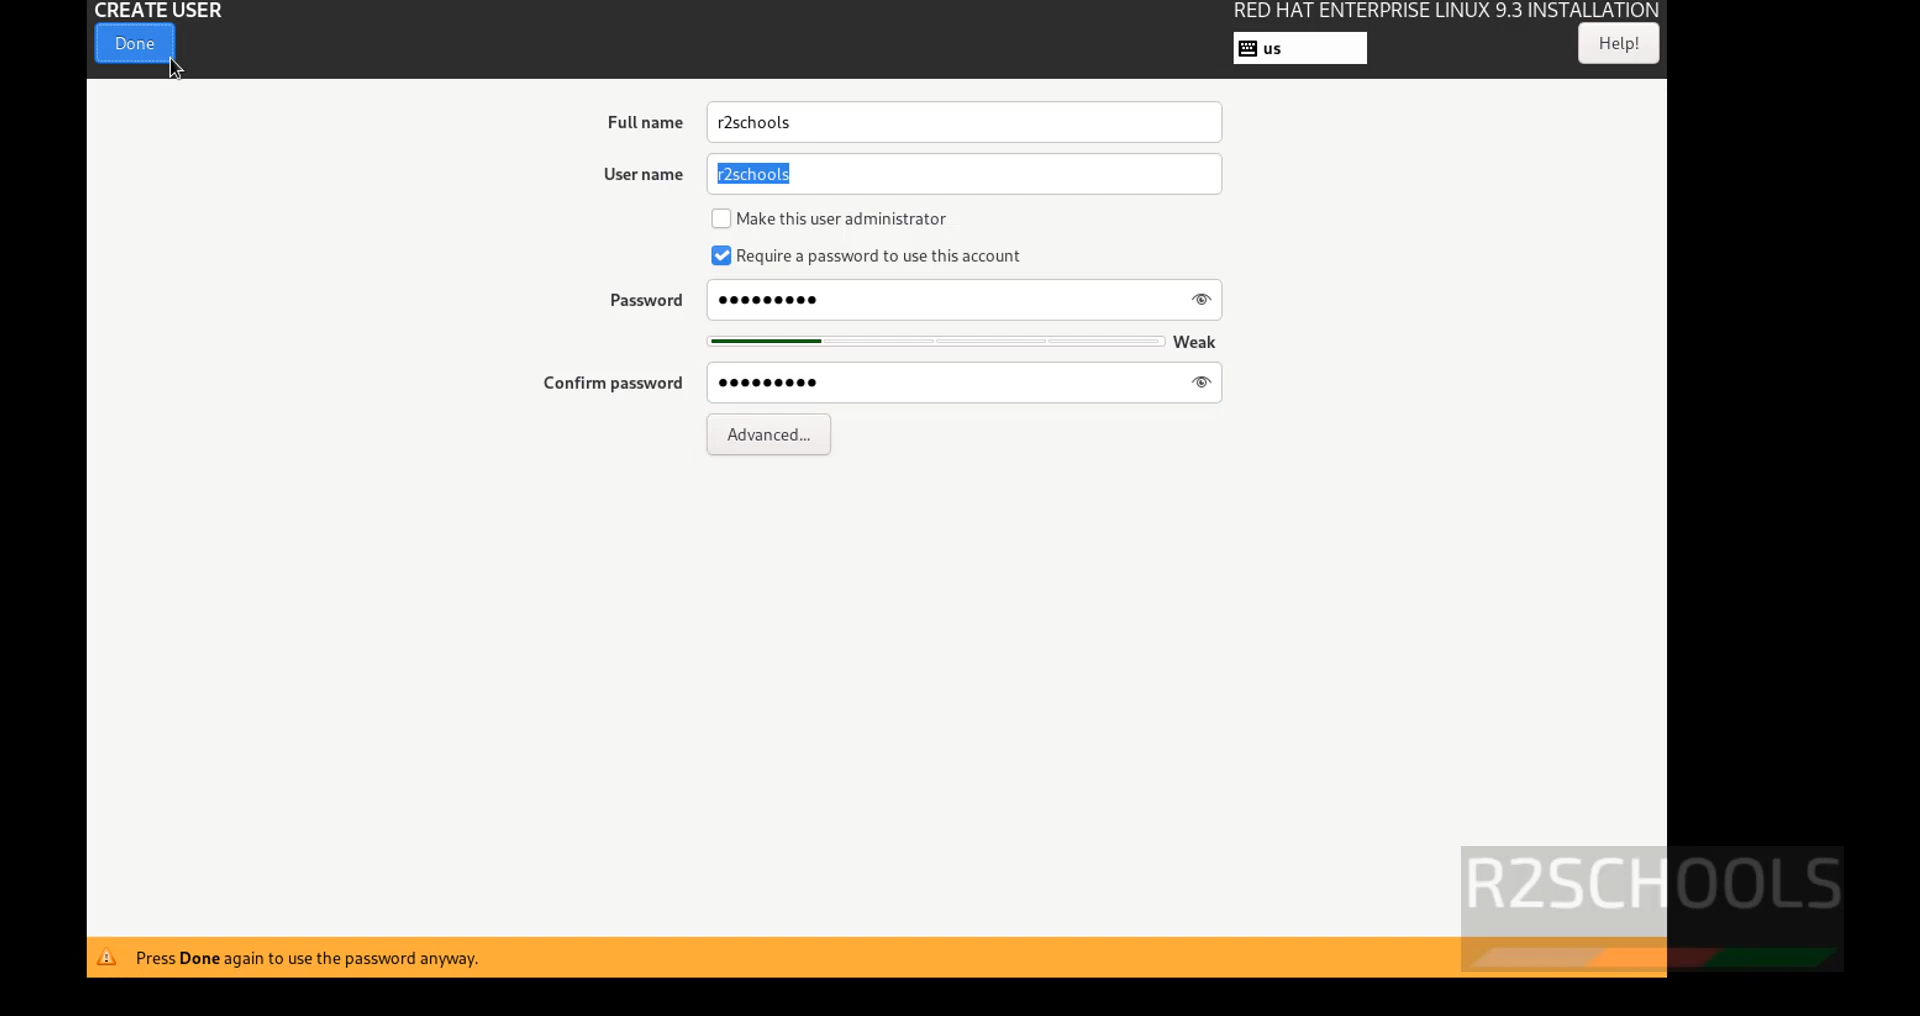 CREATE USER
RED HAT ENTERPRISE LINUX 9.3 INSTALLATION
Done
us
Help!
Full name
r2schools
User name
r2schools
Make this user administrator
Require a password to use this account
Password
•••••••••
Weak
Confirm password
•••••••••
Advanced...
R2SCHOOLS
Press Done again to use the password anyway.